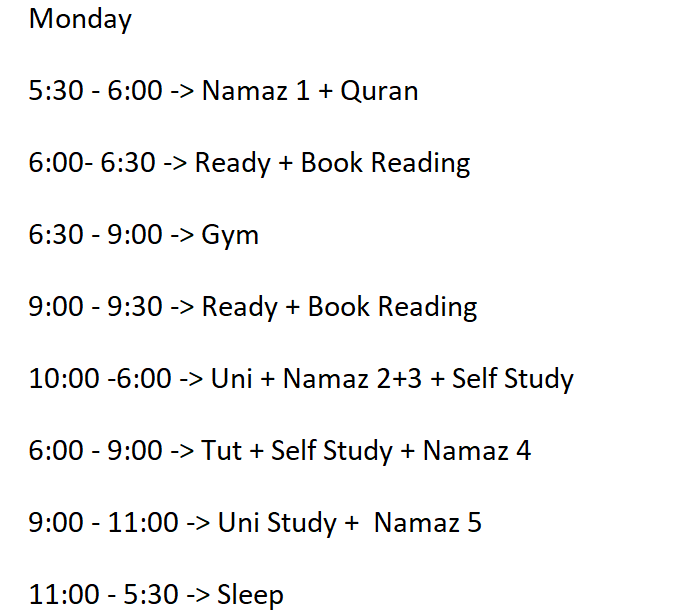 Monday
5:30 - 6:00 -> Namaz 1 + Quran
6:00- 6:30 -> Ready + Book Reading
6:30 - 9:00 -> Gym
9:00 - 9:30 -> Ready + Book Reading
10:00 -6:00 -> Uni + Namaz 2+3 + Self Study
6:00 - 9:00 -> Tut + Self Study + Namaz 4
9:00 - 11:00 -> Uni Study +  Namaz 5
11:00 - 5:30 -> Sleep